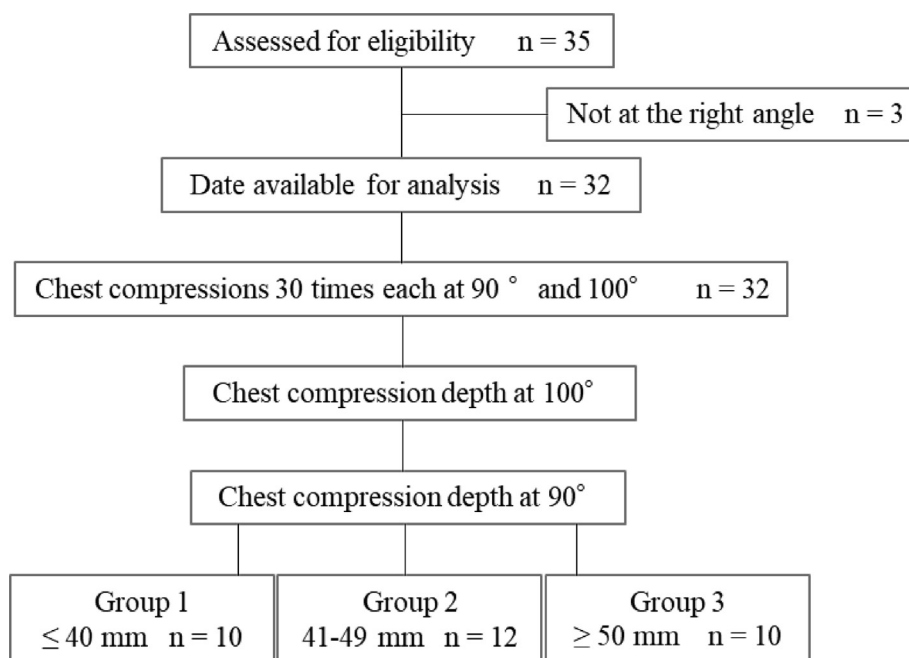 Assessed for eligibility n = 35
Not at the right angle n = 3
Date available for analysis n = 32
Chest compressions 30 times each at 90 ° and 100° n = 32
Chest compression depth at 100°
Chest compression depth at 90°
Group 1
≤ 40 mm n = 10
Group 2
41-49 mm n = 12
Group 3
≥ 50 mm n = 10